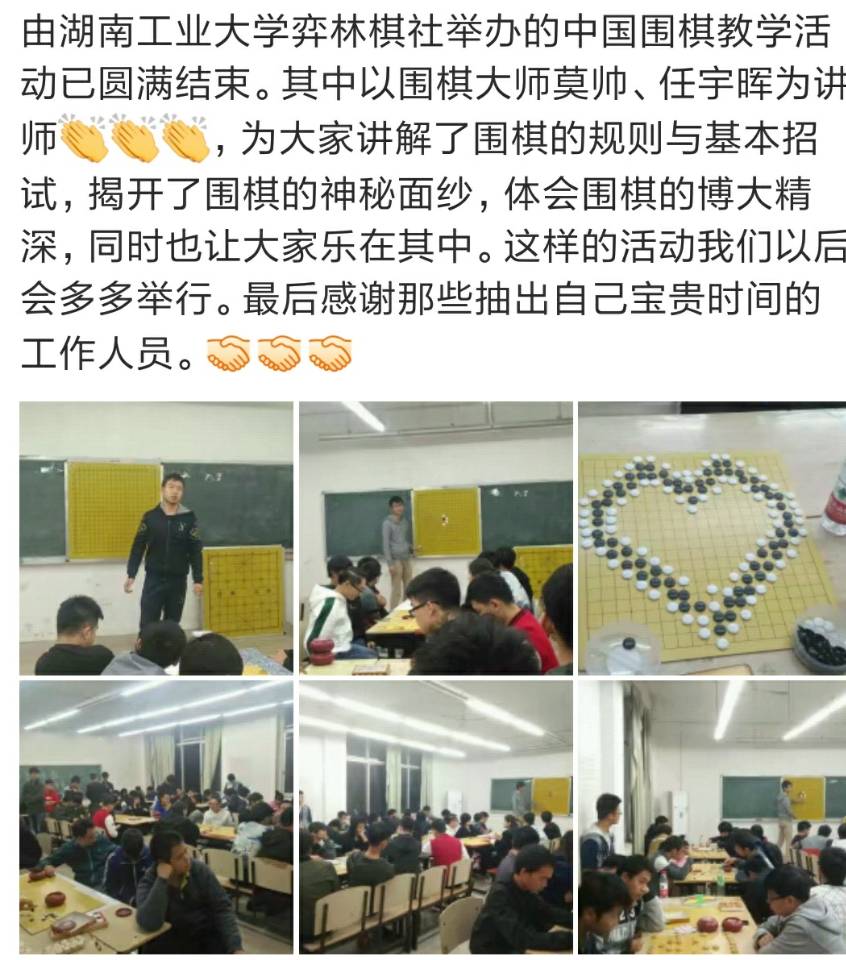 由湖南工业大学弈林棋社举办的中国围棋教学活
动已圆满结束。其中以围棋大师莫帅、任宇晖为讲
师👏👏👏，为大家讲解了围棋的规则与基本招
试，揭开了围棋的神秘面纱，体会围棋的博大精
深，同时也让大家乐在其中。这样的活动我们以后
会多多举行。最后感谢那些抽出自己宝贵时间的
工作人员。🤝🤝🤝